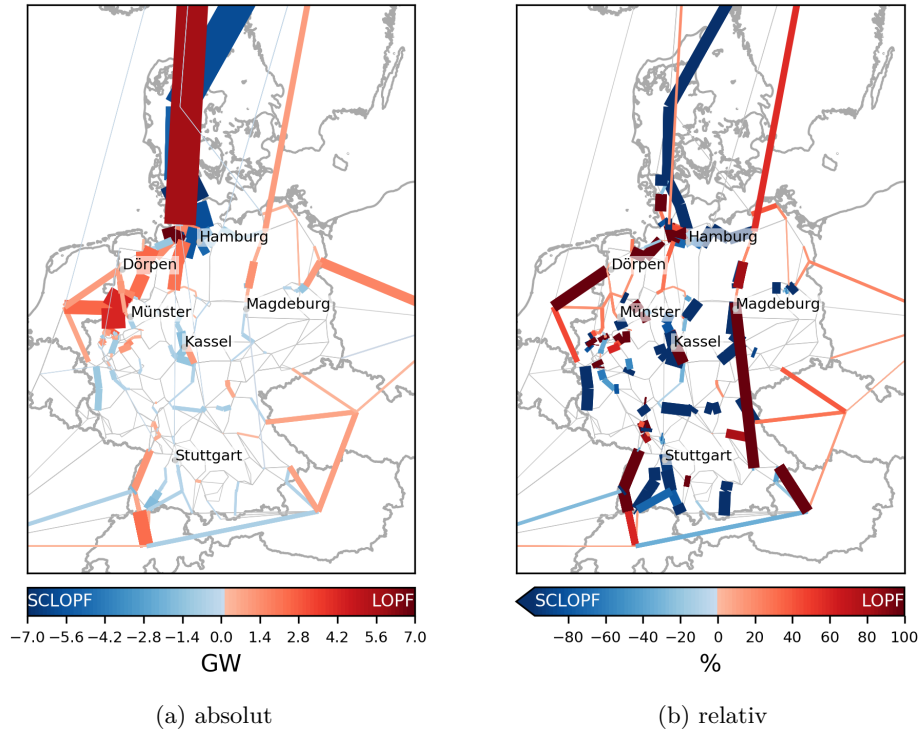 Hamburg
Dörpen
Münster
Magdeburg
Kassel
Stuttgart
SCLOPF LOPF
−7.0 −5.6 −4.2 −2.8 −1.4 0.0 1.4 2.8 4.2 5.6 7.0
GW
(a) absolut
Hamburg
Dörpen
Münster
Magdeburg
Kassel
Stuttgart
SCLOPF LOPF
−80 −60 −40 −20 0 20 40 60 80 100
%
(b) relativ